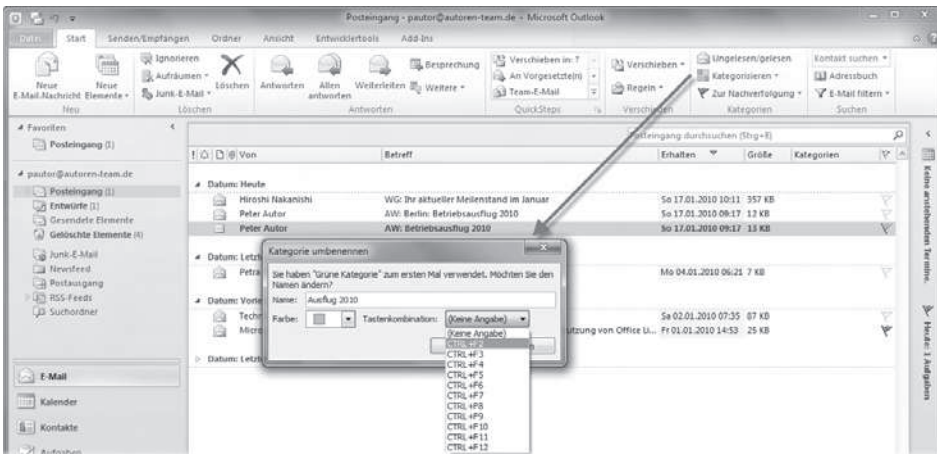 Posteingang - pautor@autoren-team.de - Microsoft Outlook
Datei Start Senden/Empfangen Ordner Ansicht Entwicklertools Add-Ins
Neue E-Mail-Nachricht
Neue Elemente
Neu
Ignorieren
Aufräumen
Junk-E-Mail
Löschen
Löschen
Antworten
Allen antworten
Weiterleiten
Besprechung
Weitere
Antworten
Verschieben in: ?
An Vorgesetzte(n)
Team-E-Mail
QuickSteps
Verschieben
Regeln
Verschieben
Ungelesen/gelesen
Kategorisieren
Zur Nachverfolgung
Kategorien
Kontakt suchen
Adressbuch
E-Mail filtern
Suchen
Favoriten
Posteingang (1)
pautor@autoren-team.de
Posteingang (1)
Entwürfe [1]
Gesendete Elemente
Gelöschte Elemente (4)
Junk-E-Mail
Newsfeed
Postausgang
RSS-Feeds
Suchordner
E-Mail
Kalender
Kontakte
Aufgaben
Posteingang durchsuchen (Strg+E)
Von Betreff Erhalten Größe Kategorien
Datum: Heute
Hiroshi Nakanishi WG: Ihr aktueller Meilenstand im Januar So 17.01.2010 10:11 357 KB
Peter Autor AW: Berlin: Betriebsausflug 2010 So 17.01.2010 09:17 12 KB
Peter Autor AW: Betriebsausflug 2010 So 17.01.2010 09:17 13 KB
Datum: Letzt
Petra Mo 04.01.2010 06:21 7 KB
Datum: Vorle
Techn Sa 02.01.2010 07:35 87 KB
Micro utzung von Office Li... Fr 01.01.2010 14:53 25 KB
Datum: Letzt
Kategorie umbenennen
Sie haben "Grüne Kategorie" zum ersten Mal verwendet. Möchten Sie den
Namen ändern?
Name: Ausflug 2010
Farbe: Tastenkombination: (Keine Angabe)
(Keine Angabe)
CTRL+F2
CTRL+F3
CTRL+F4
CTRL+F5
CTRL+F6
CTRL+F7
CTRL+F8
CTRL+F9
CTRL+F10
CTRL+F11
CTRL+F12
Keine anstehenden Termine.
Heute: 1 Aufgaben